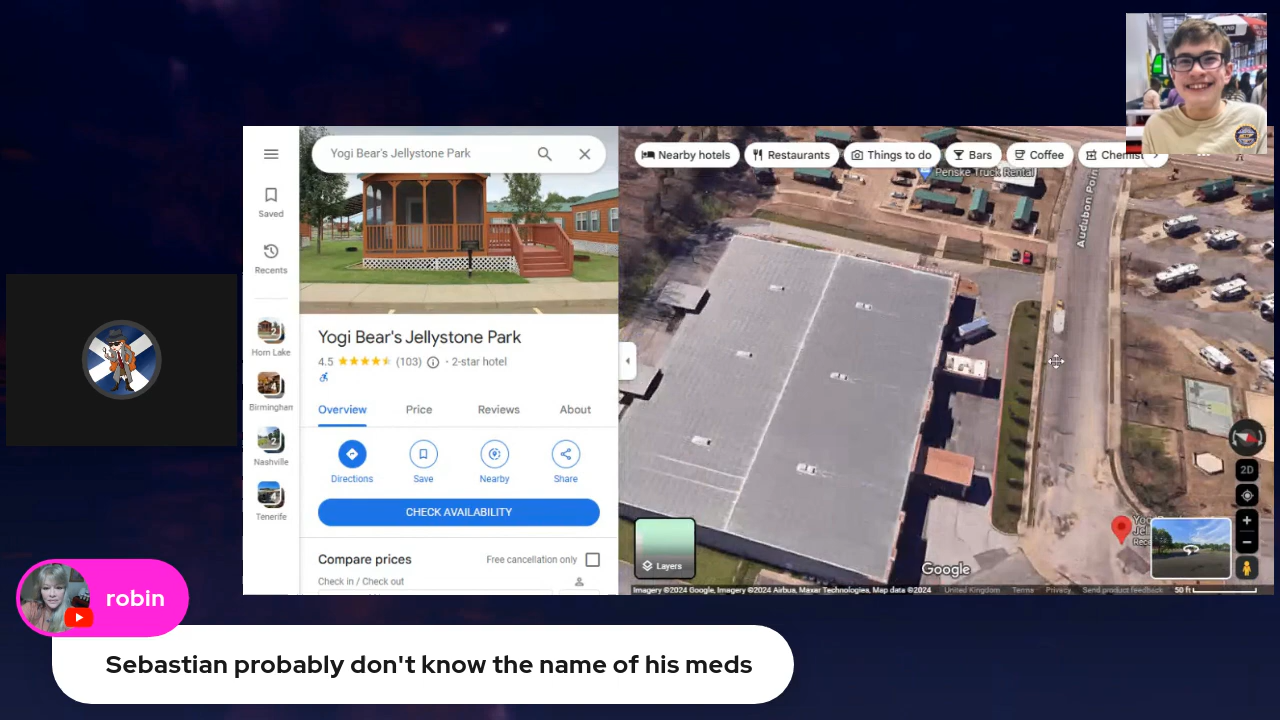 Yogi Bear's Jellystone Park
Nearby hotels
Restaurants
Things to do
Bars
Coffee
Saved
Recents
Horn Lake
2
Birmingham
4
Nashville
2
Tenerife
Yogi Bear's Jellystone Park
4.5 (103) · 2-star hotel
Overview
Price
Reviews
About
Directions
Save
Nearby
Share
CHECK AVAILABILITY
Compare prices
Free cancellation only
Check in / Check out
Penske Truck Rental
Audubon Poin
2D
Layers
Google
Imagery ©2024 Google, Imagery ©2024 Airbus, Maxar Technologies, Map data ©2024
United Kingdom
Terms
Privacy
Send product feedback
50 ft
robin
Sebastian probably don't know the name of his meds